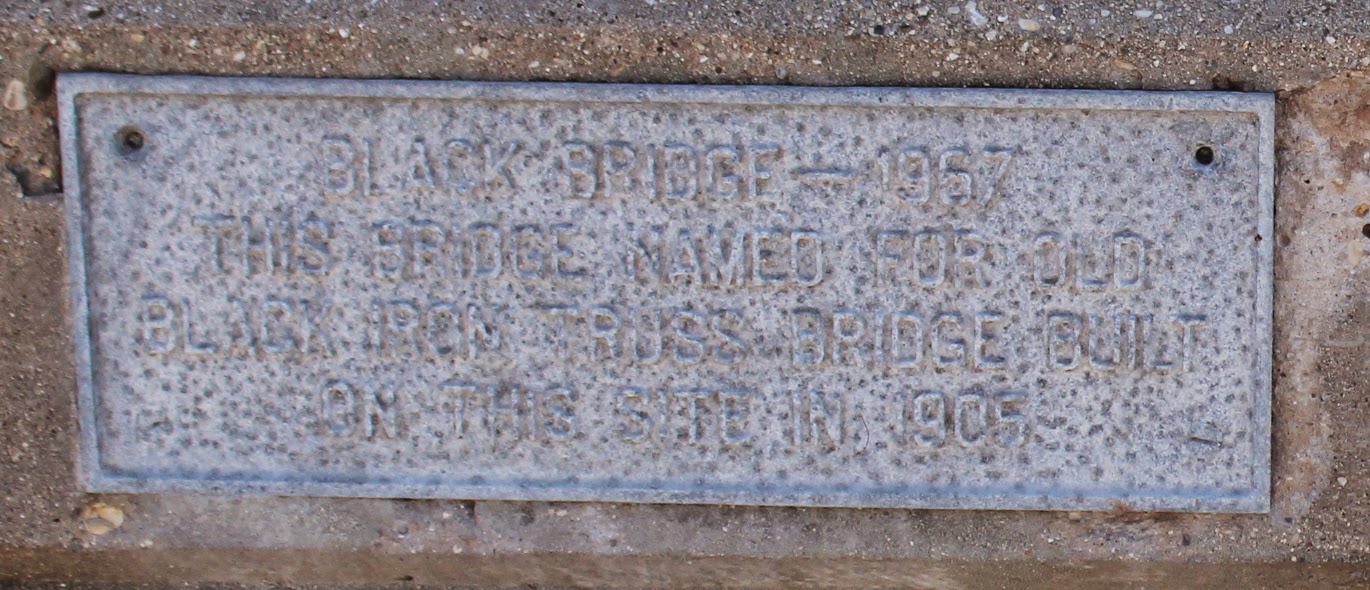 BLACK BRIDGE — 1967
THIS BRIDGE NAMED FOR OLD
BLACK IRON TRUSS BRIDGE BUILT
ON THIS SITE IN 1905